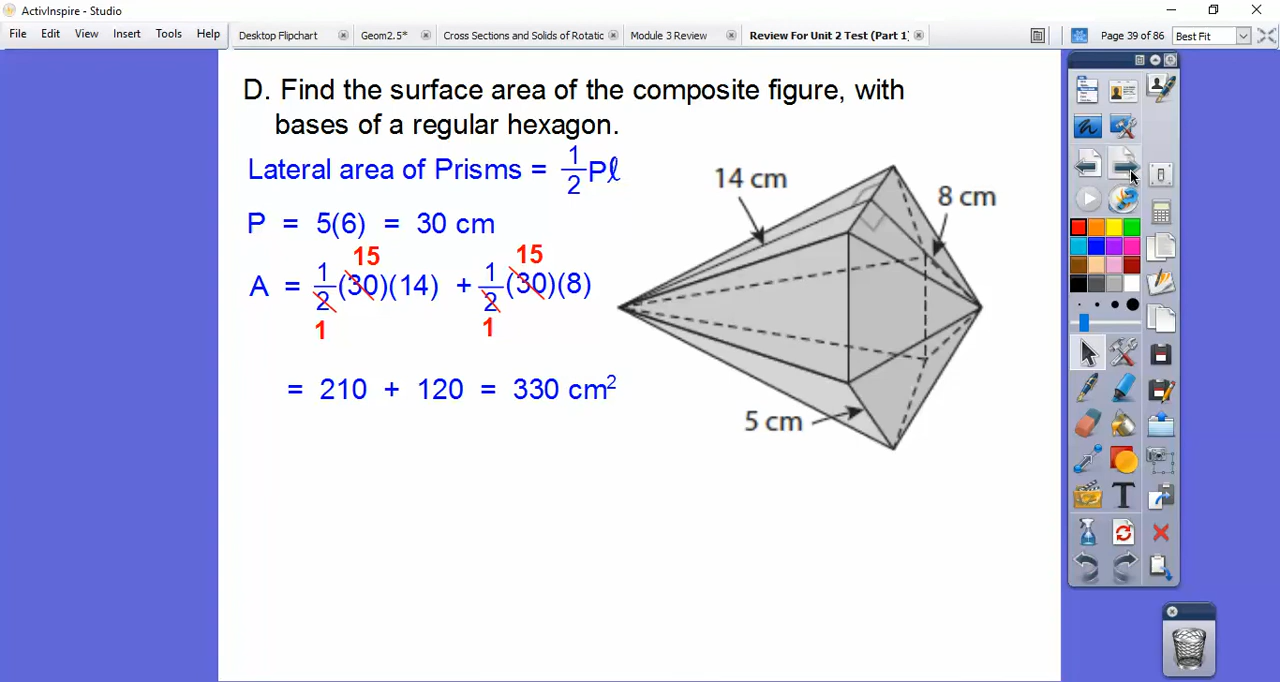 ActivInspire - Studio
File Edit View Insert Tools Help
Desktop Flipchart Geom2.5* Cross Sections and Solids of Rotatic Module 3 Review Review For Unit 2 Test (Part 1) Page 39 of 86 Best Fit
D. Find the surface area of the composite figure, with
bases of a regular hexagon.
Lateral area of Prisms = 1/2 Pℓ
14 cm
8 cm
P = 5(6) = 30 cm
15 15
A = 1/2 (30)(14) + 1/2 (30)(8)
1 1
= 210 + 120 = 330 cm²
5 cm
T